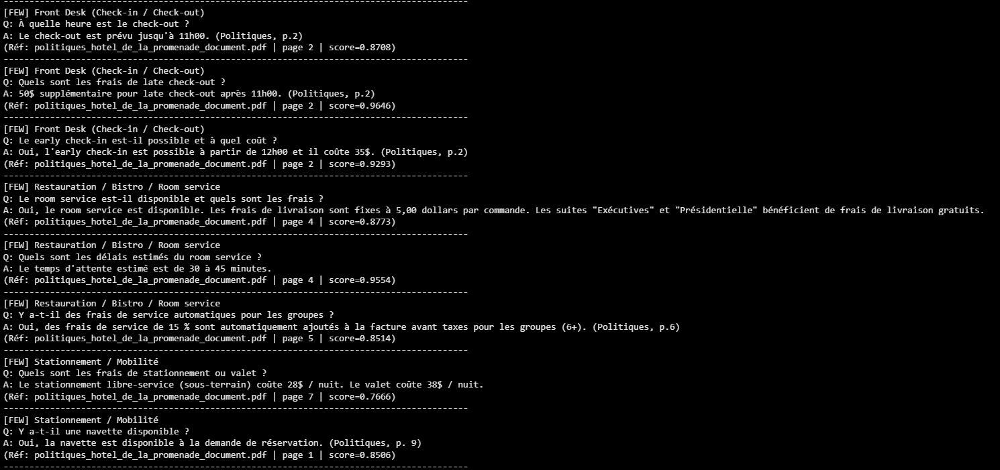 -----------------------------------------------------------------------------------------
[FEW] Front Desk (Check-in / Check-out)
Q: À quelle heure est le check-out ?
A: Le check-out est prévu jusqu'à 11h00. (Politiques, p.2)
(Réf: politiques_hotel_de_la_promenade_document.pdf | page 2 | score=0.8708)
-----------------------------------------------------------------------------------------
[FEW] Front Desk (Check-in / Check-out)
Q: Quels sont les frais de late check-out ?
A: 50$ supplémentaire pour late check-out après 11h00. (Politiques, p.2)
(Réf: politiques_hotel_de_la_promenade_document.pdf | page 2 | score=0.9646)
-----------------------------------------------------------------------------------------
[FEW] Front Desk (Check-in / Check-out)
Q: Le early check-in est-il possible et à quel coût ?
A: Oui, l'early check-in est possible à partir de 12h00 et il coûte 35$. (Politiques, p.2)
(Réf: politiques_hotel_de_la_promenade_document.pdf | page 2 | score=0.9293)
-----------------------------------------------------------------------------------------
[FEW] Restauration / Bistro / Room service
Q: Le room service est-il disponible et quels sont les frais ?
A: Oui, le room service est disponible. Les frais de livraison sont fixes à 5,00 dollars par commande. Les suites "Exécutives" et "Présidentielle" bénéficient de frais de livraison gratuits.
(Réf: politiques_hotel_de_la_promenade_document.pdf | page 4 | score=0.8773)
-----------------------------------------------------------------------------------------
[FEW] Restauration / Bistro / Room service
Q: Quels sont les délais estimés du room service ?
A: Le temps d'attente estimé est de 30 à 45 minutes.
(Réf: politiques_hotel_de_la_promenade_document.pdf | page 4 | score=0.9554)
-----------------------------------------------------------------------------------------
[FEW] Restauration / Bistro / Room service
Q: Y a-t-il des frais de service automatiques pour les groupes ?
A: Oui, des frais de service de 15 % sont automatiquement ajoutés à la facture avant taxes pour les groupes (6+). (Politiques, p.6)
(Réf: politiques_hotel_de_la_promenade_document.pdf | page 5 | score=0.8514)
-----------------------------------------------------------------------------------------
[FEW] Stationnement / Mobilité
Q: Quels sont les frais de stationnement ou valet ?
A: Le stationnement libre-service (sous-terrain) coûte 28$ / nuit. Le valet coûte 38$ / nuit.
(Réf: politiques_hotel_de_la_promenade_document.pdf | page 7 | score=0.7666)
-----------------------------------------------------------------------------------------
[FEW] Stationnement / Mobilité
Q: Y a-t-il une navette disponible ?
A: Oui, la navette est disponible à la demande de réservation. (Politiques, p. 9)
(Réf: politiques_hotel_de_la_promenade_document.pdf | page 1 | score=0.8506)
-----------------------------------------------------------------------------------------